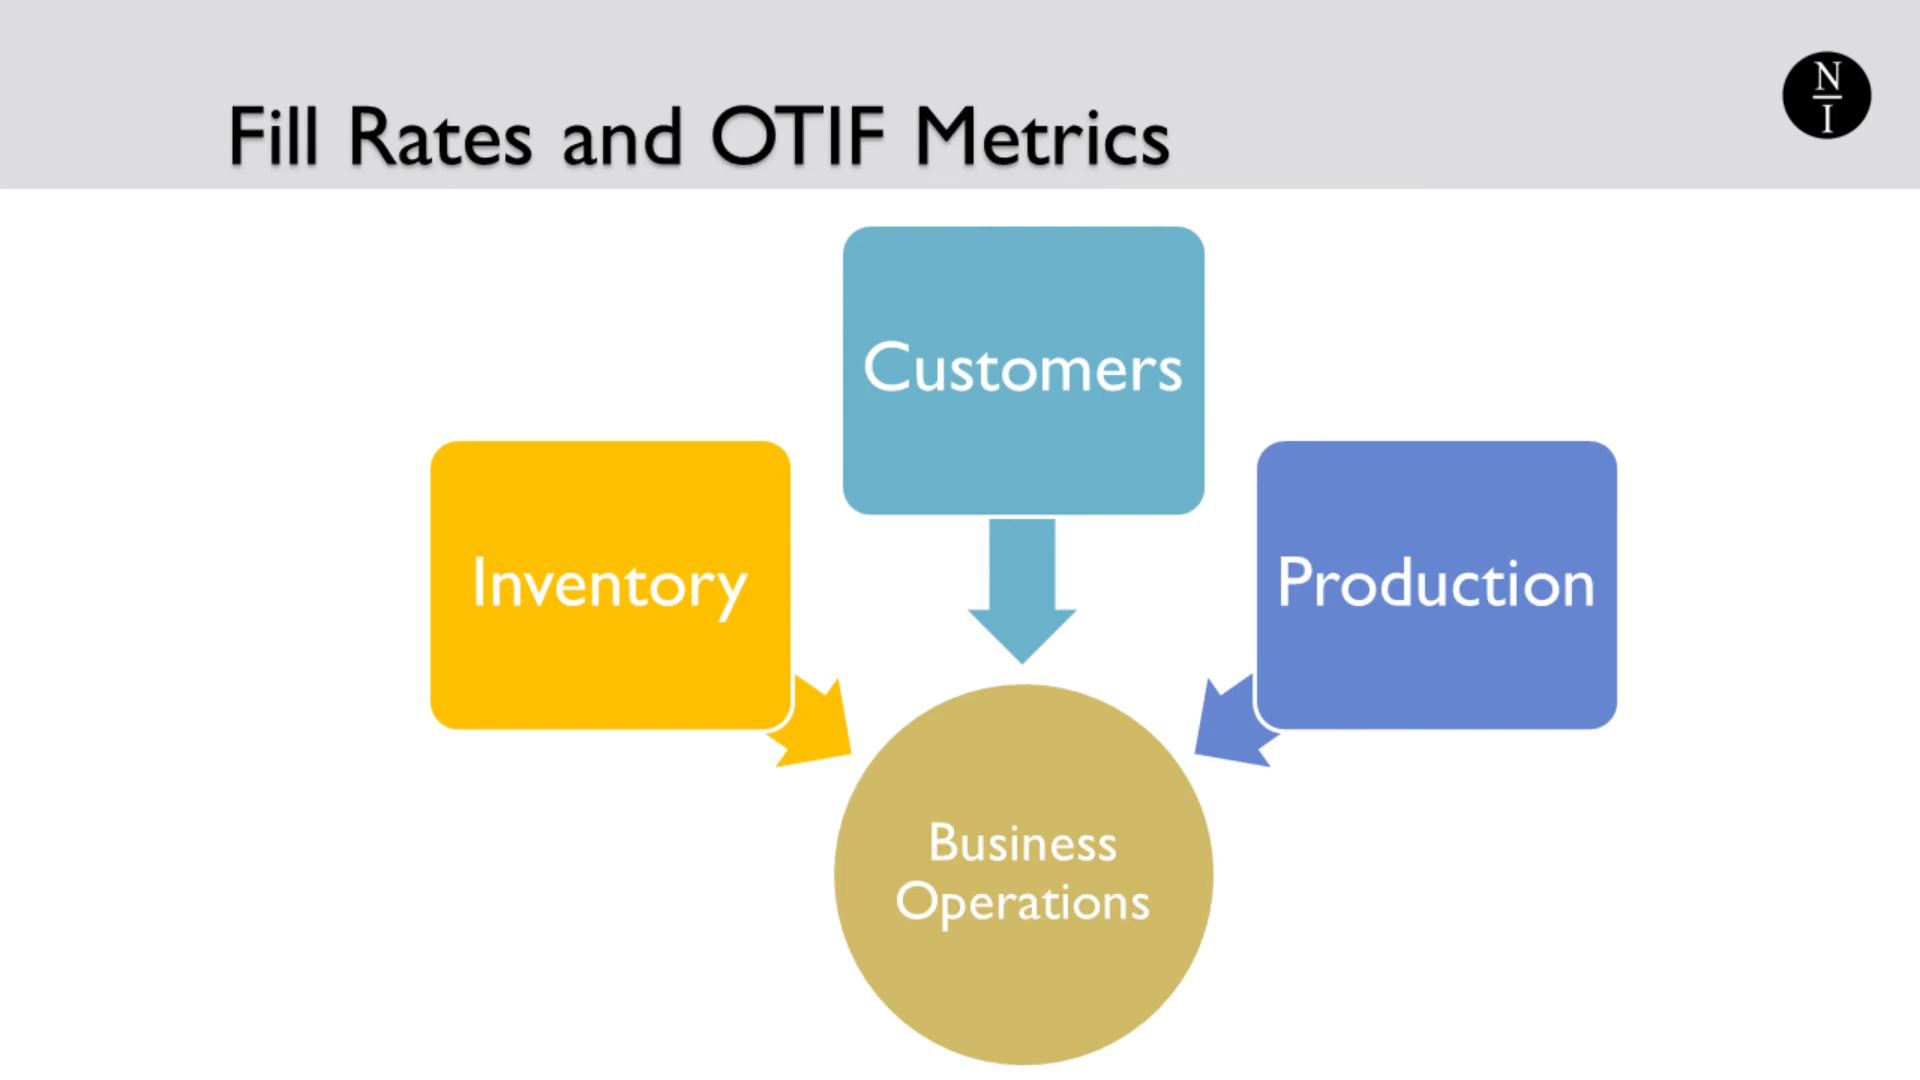 Fill Rates and OTIF Metrics
N
I
Customers
Inventory
Production
Business
Operations